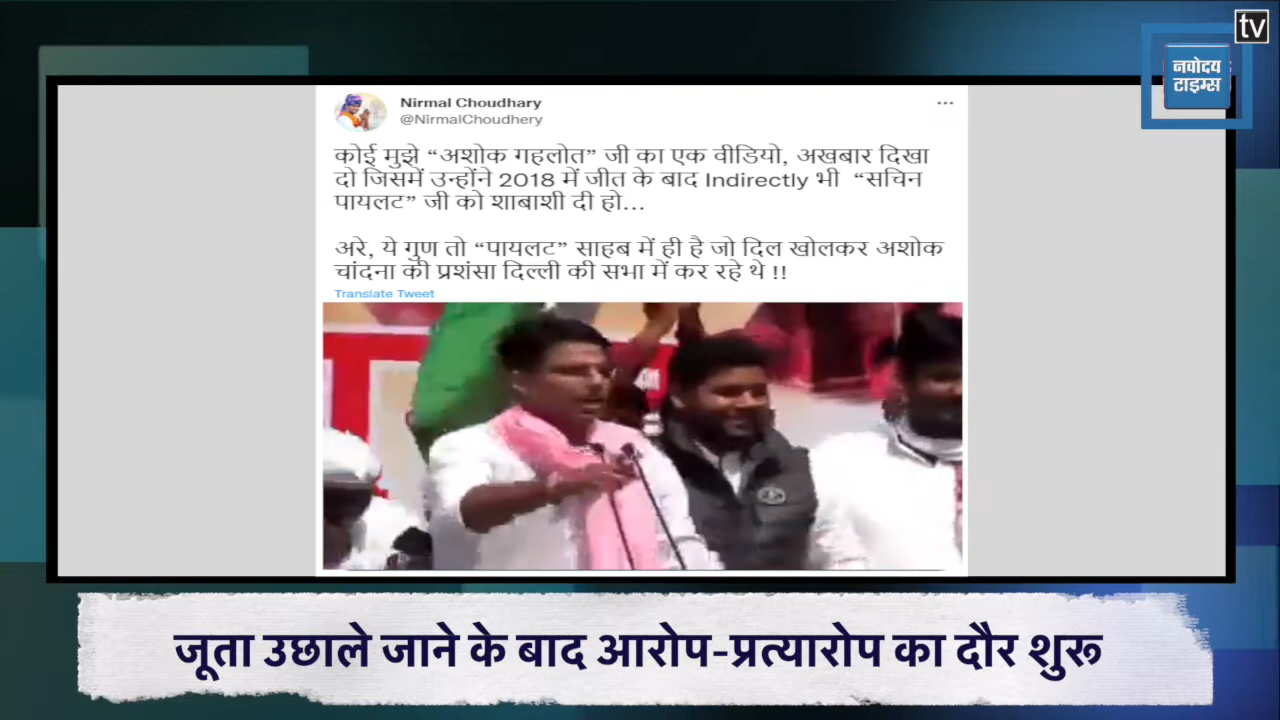 tv
नवोदय
टाइम्स
Nirmal Choudhary
@NirmalChoudhery
कोई मुझे “अशोक गहलोत” जी का एक वीडियो, अखबार दिखा
दो जिसमें उन्होंने 2018 में जीत के बाद Indirectly भी “सचिन
पायलट” जी को शाबाशी दी हो...
अरे, ये गुण तो “पायलट” साहब में ही है जो दिल खोलकर अशोक
चांदना की प्रशंसा दिल्ली की सभा में कर रहे थे !!
Translate Tweet
जूता उछाले जाने के बाद आरोप-प्रत्यारोप का दौर शुरू